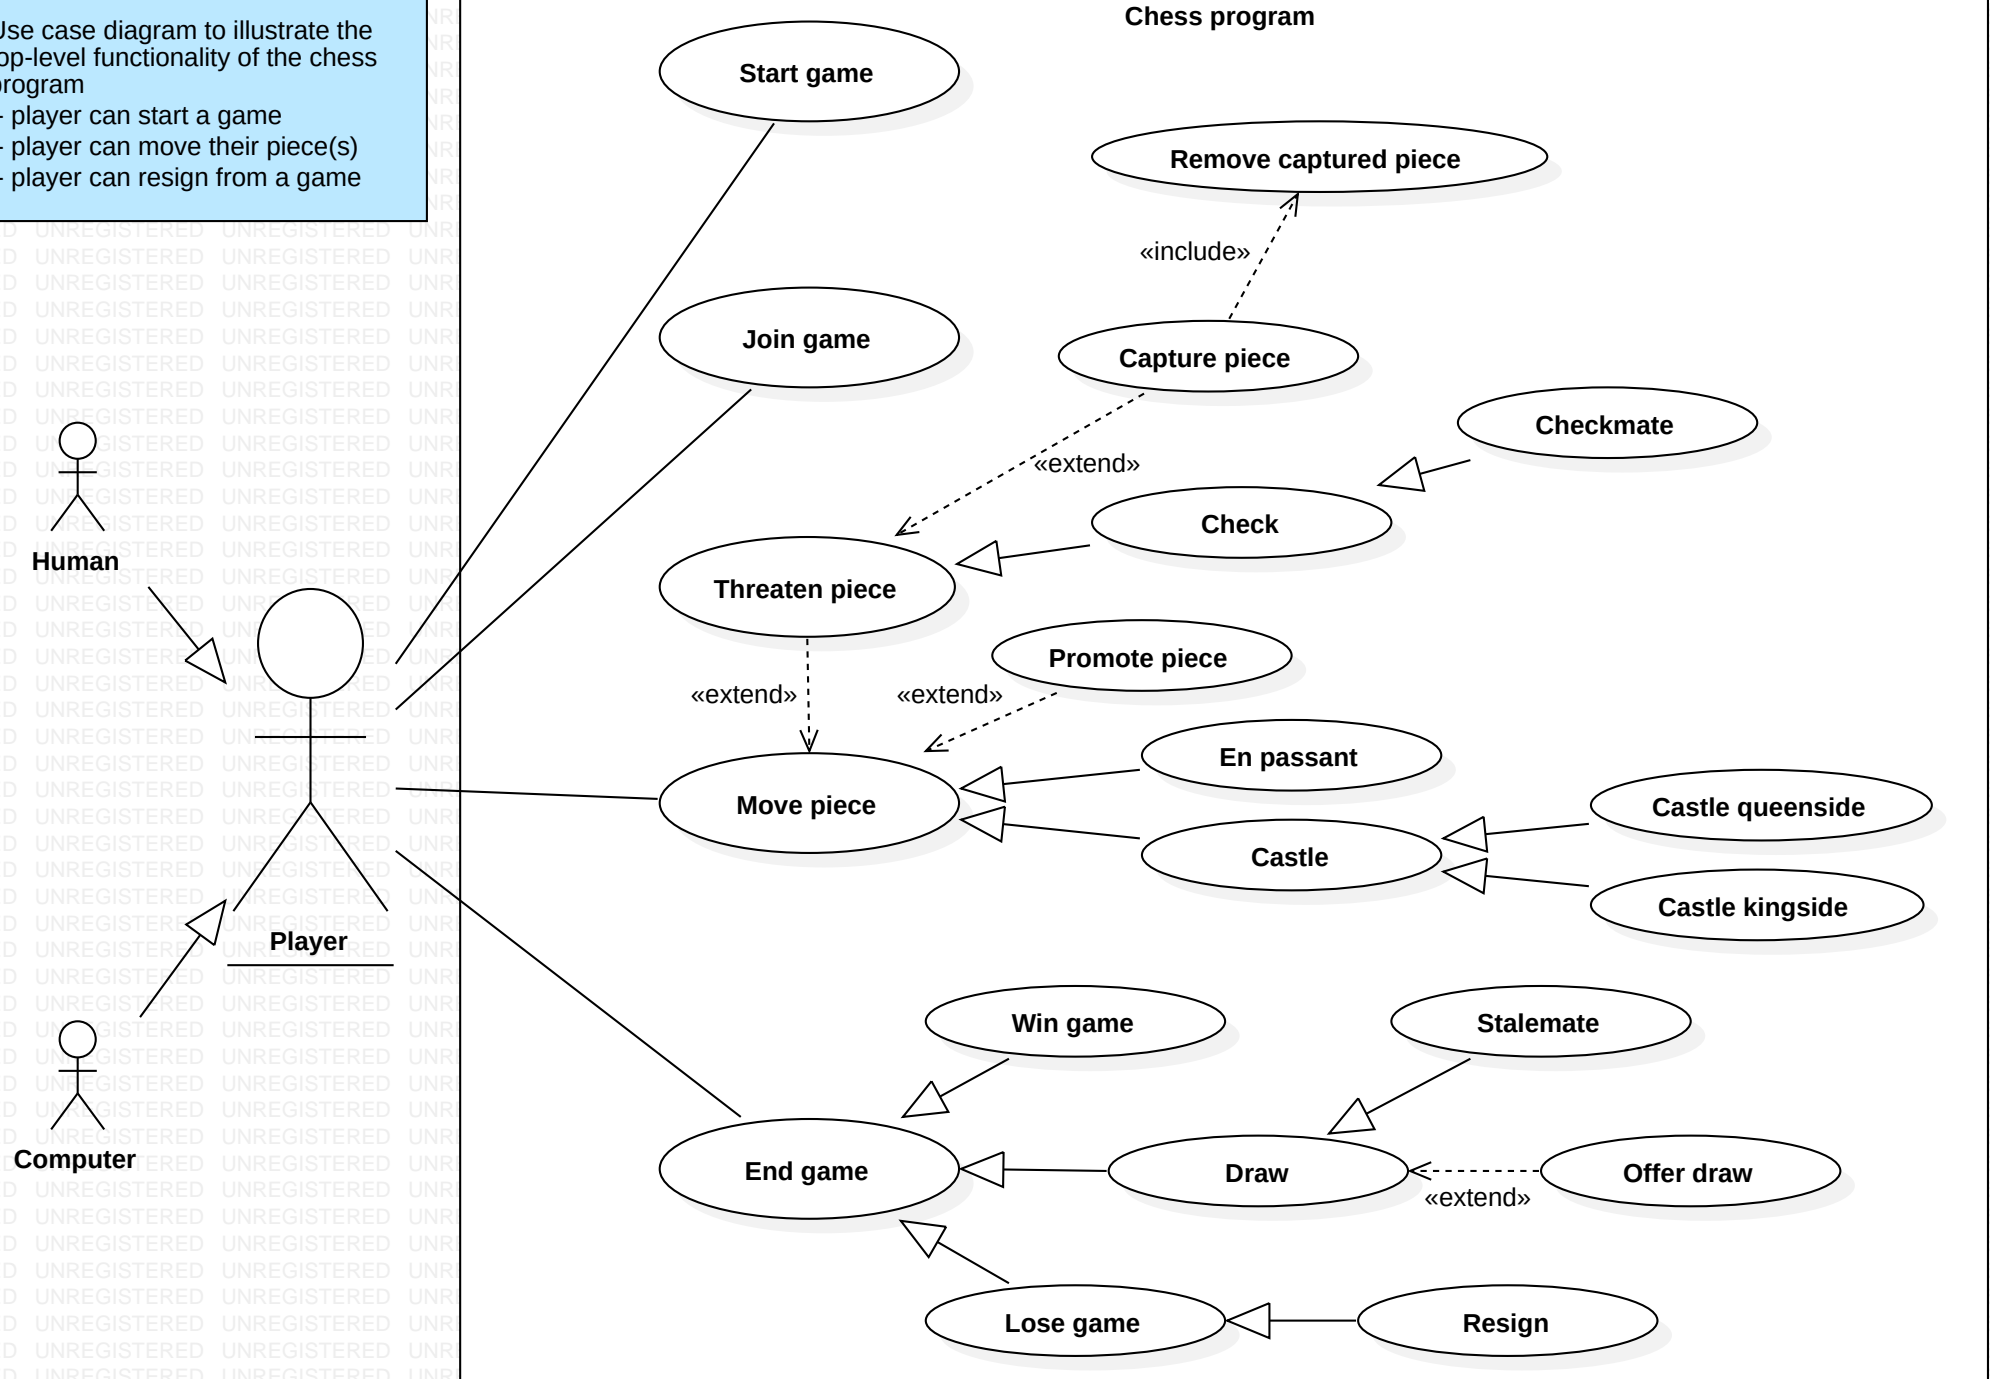 Chess program
Use case diagram to illustrate the
top-level functionality of the chess
program
- player can start a game
- player can move their piece(s)
- player can resign from a game
Start game
Remove captured piece
«include»
Join game
Capture piece
Checkmate
«extend»
Check
Human
Threaten piece
Promote piece
«extend»
«extend»
En passant
Move piece
Castle queenside
Castle
Castle kingside
Player
Win game
Stalemate
Computer
End game
Draw
Offer draw
«extend»
Lose game
Resign
UNREGISTERED